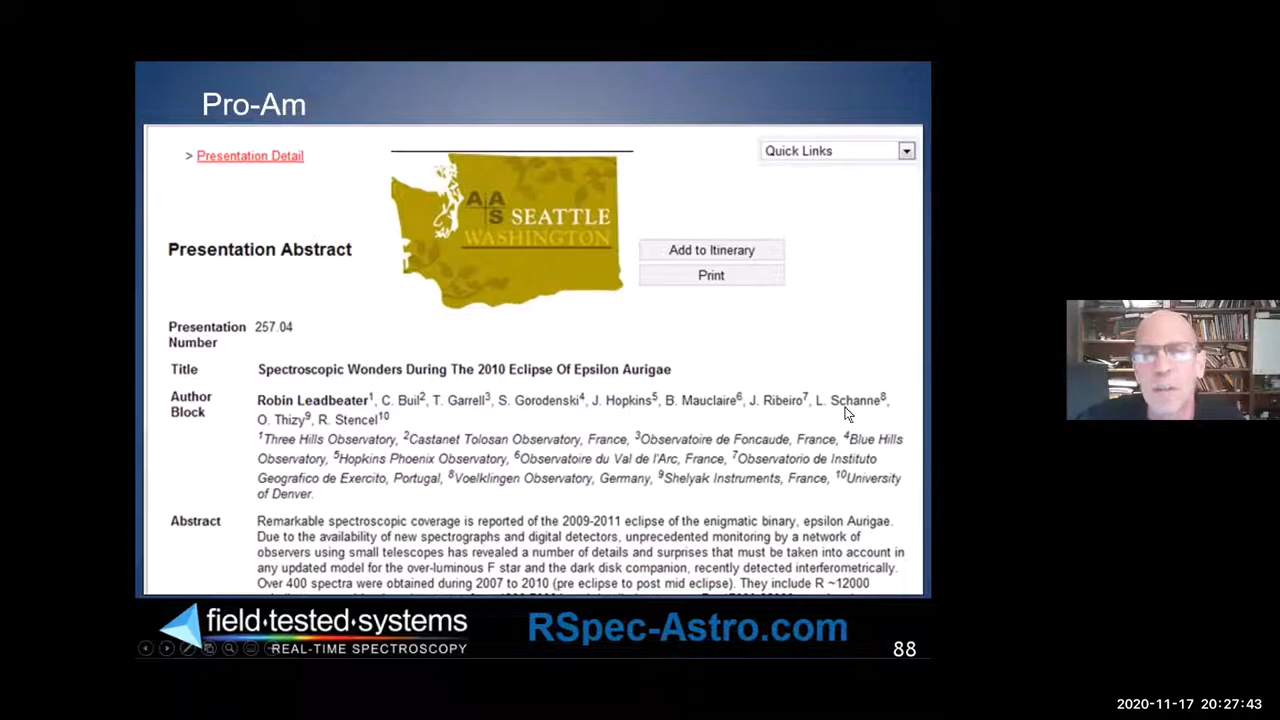 Pro-Am
> Presentation Detail
Quick Links
A A
S SEATTLE
WASHINGTON
Presentation Abstract
Add to Itinerary
Print
Presentation Number 257.04
Title Spectroscopic Wonders During The 2010 Eclipse Of Epsilon Aurigae
Author Block Robin Leadbeater1, C. Buil2, T. Garrell3, S. Gorodenski4, J. Hopkins5, B. Mauclaire6, J. Ribeiro7, L. Schanne8,
O. Thizy9, R. Stencel10
1Three Hills Observatory, 2Castanet Tolosan Observatory, France, 3Observatoire de Foncaude, France, 4Blue Hills
Observatory, 5Hopkins Phoenix Observatory, 6Observatoire du Val de l'Arc, France, 7Observatorio de Instituto
Geografico de Exercito, Portugal, 8Voelklingen Observatory, Germany, 9Shelyak Instruments, France, 10University
of Denver.
Abstract Remarkable spectroscopic coverage is reported of the 2009-2011 eclipse of the enigmatic binary, epsilon Aurigae.
Due to the availability of new spectrographs and digital detectors, unprecedented monitoring by a network of
observers using small telescopes has revealed a number of details and surprises that must be taken into account in
any updated model for the over-luminous F star and the dark disk companion, recently detected interferometrically.
Over 400 spectra were obtained during 2007 to 2010 (pre eclipse to post mid eclipse). They include R ~12000
field·tested·systems
REAL-TIME SPECTROSCOPY
RSpec-Astro.com
88
2020-11-17 20:27:43